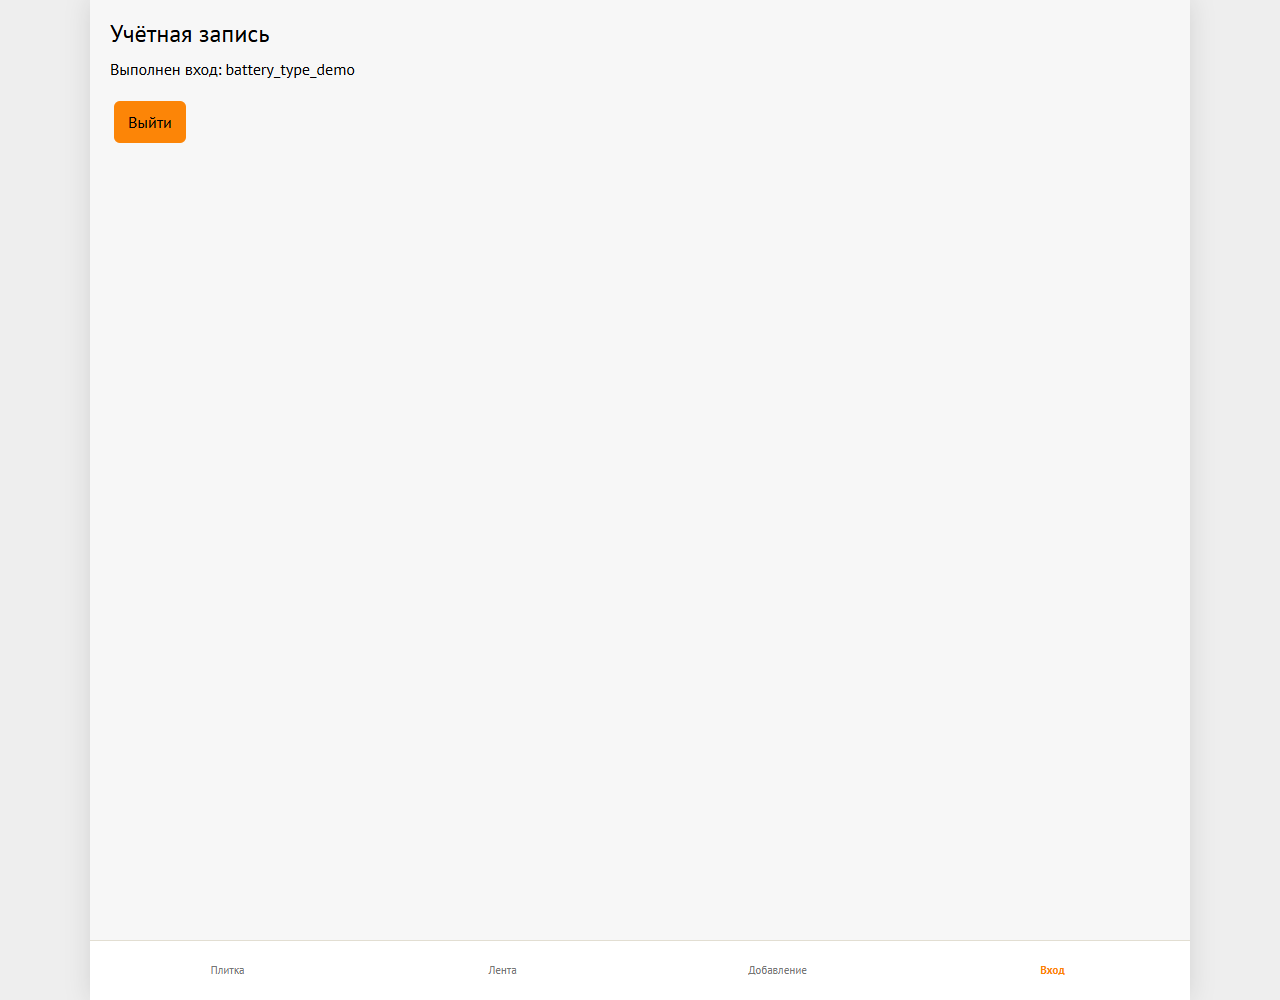 Учётная запись
Выполнен вход: battery_type_demo
Выйти
Плитка
Лента
Добавление
Вход